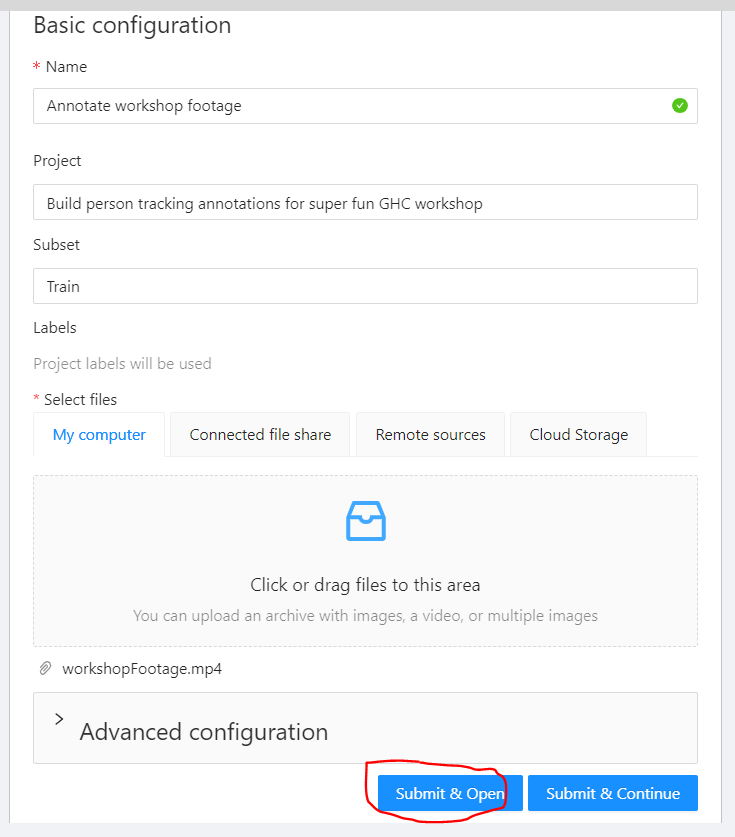 Basic configuration
* Name
Annotate workshop footage
Project
Build person tracking annotations for super fun GHC workshop
Subset
Train
Labels
Project labels will be used
* Select files
My computer Connected file share Remote sources Cloud Storage
Click or drag files to this area
You can upload an archive with images, a video, or multiple images
workshopFootage.mp4
> Advanced configuration
Submit & Open Submit & Continue